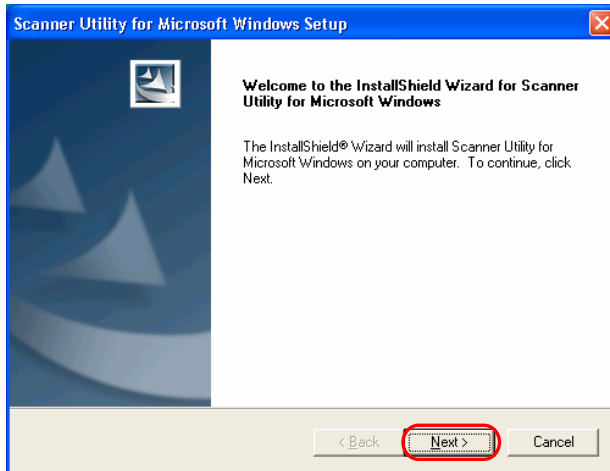 Scanner Utility for Microsoft Windows Setup
Welcome to the InstallShield Wizard for Scanner
Utility for Microsoft Windows
The InstallShield® Wizard will install Scanner Utility for
Microsoft Windows on your computer. To continue, click
Next.
< Back Next > Cancel